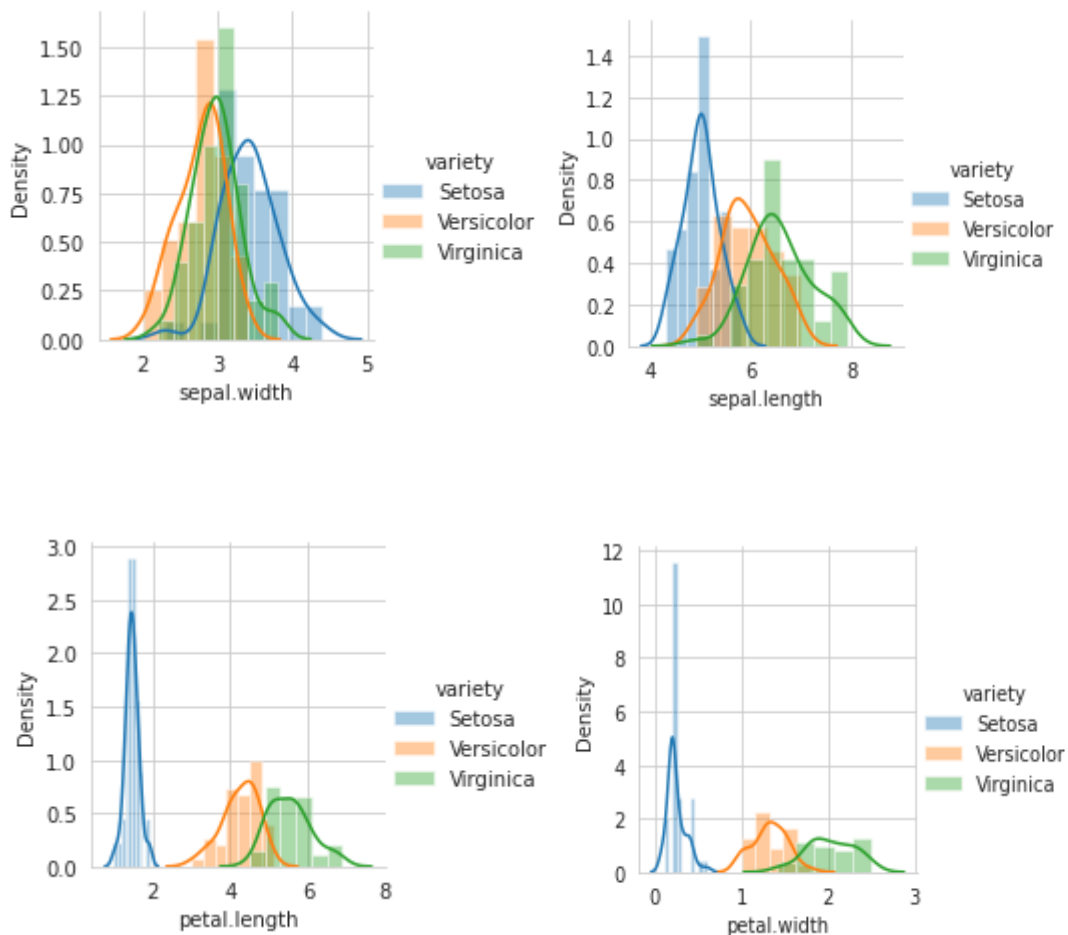 1.50
1.25
1.00
0.75
0.50
0.25
0.00
Density
2 3 4 5
sepal.width
variety
Setosa
Versicolor
Virginica
1.4
1.2
1.0
0.8
0.6
0.4
0.2
0.0
Density
4 6 8
sepal.length
variety
Setosa
Versicolor
Virginica
3.0
2.5
2.0
1.5
1.0
0.5
0.0
Density
2 4 6 8
petal.length
variety
Setosa
Versicolor
Virginica
12
10
8
6
4
2
0
Density
0 1 2 3
petal.width
variety
Setosa
Versicolor
Virginica